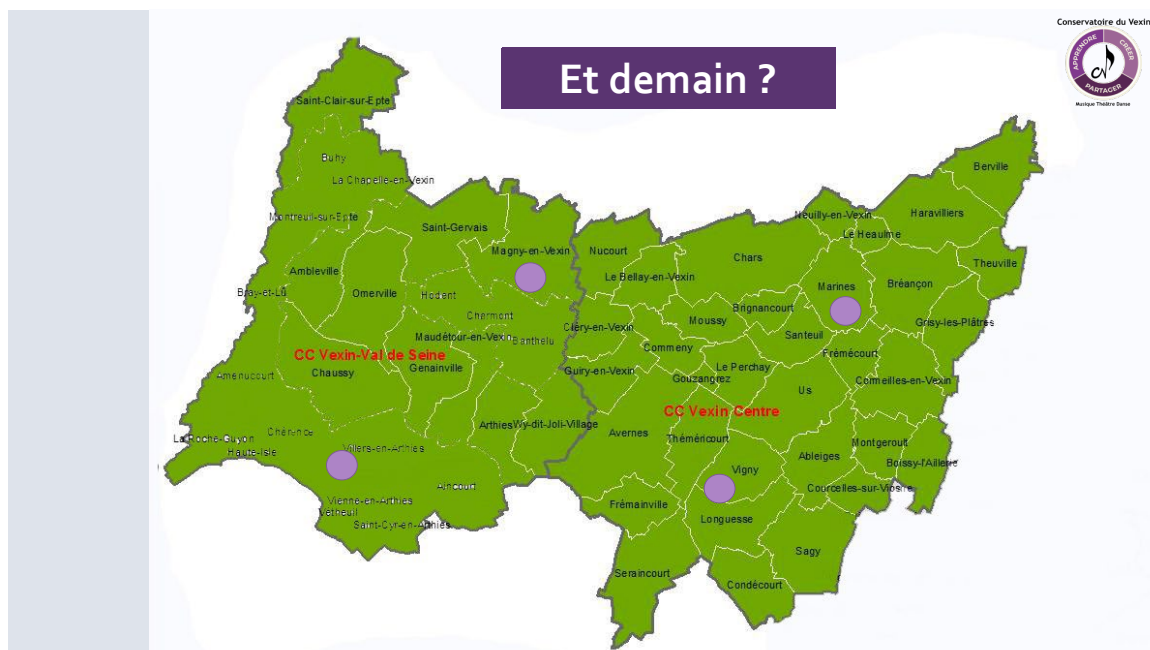 Conservatoire du Vexin
APPRENDRE
CRÉER
PARTAGER
Musique Théâtre Danse
Et demain ?
Saint-Clair-sur-Epte
Buhy
La Chapelle-en-Vexin
Montreuil-sur-Epte
Saint-Gervais
Magny-en-Vexin
Ambleville
Bray-et-Lû
Omerville
Hodent
Charmont
Maudétour-en-Vexin
Banthelu
CC Vexin-Val de Seine
Chaussy
Genainville
Amenucourt
Arthies
Wy-dit-Joli-Village
Chérence
La Roche-Guyon
Haute-Isle
Villers-en-Arthies
Aincourt
Vienne-en-Arthies
Vétheuil
Saint-Cyr-en-Arthies
Berville
Neuilly-en-Vexin
Haravilliers
Le Heaulme
Nucourt
Chars
Theuville
Le Bellay-en-Vexin
Marines
Bréançon
Brignancourt
Moussy
Grisy-les-Plâtres
Cléry-en-Vexin
Santeuil
Commeny
Frémécourt
Le Perchay
Guiry-en-Vexin
Gouzangrez
Us
Cormeilles-en-Vexin
CC Vexin Centre
Avernes
Théméricourt
Montgeroult
Ableiges
Boissy-l'Aillerie
Vigny
Courcelles-sur-Viosne
Frémainville
Longuesse
Sagy
Seraincourt
Condécourt